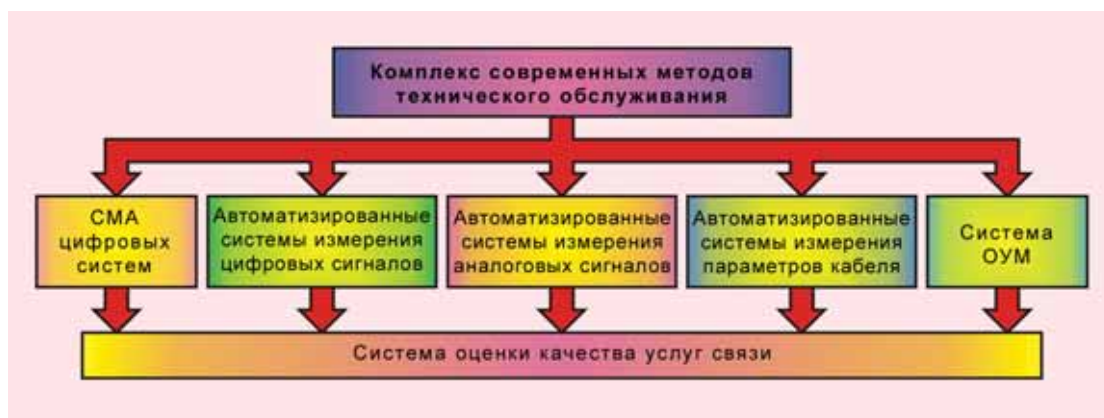 Комплекс современных методов
технического обслуживания
СМА
цифровых
систем
Автоматизированные
системы измерения
цифровых сигналов
Автоматизированные
системы измерения
аналоговых сигналов
Автоматизированные
системы измерения
параметров кабеля
Система
ОУМ
Система оценки качества услуг связи